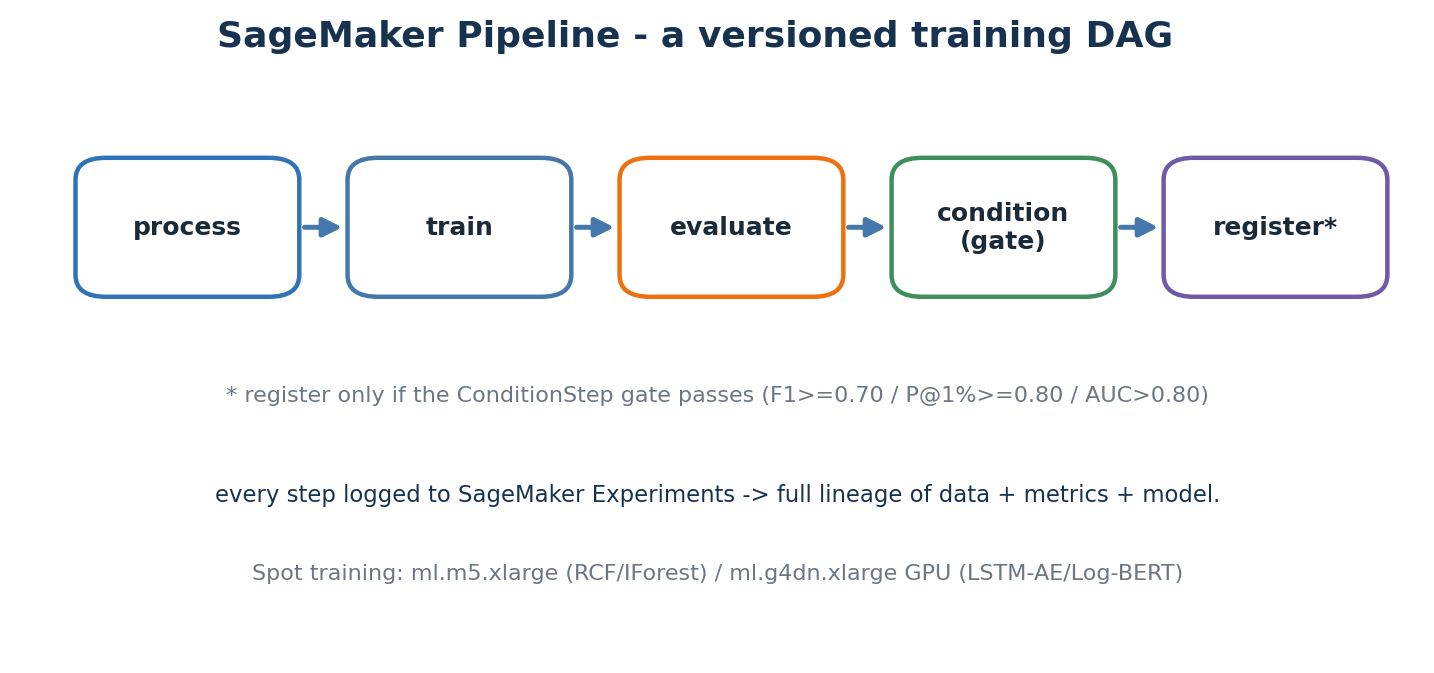 SageMaker Pipeline - a versioned training DAG
process
train
evaluate
condition
(gate)
register*
* register only if the ConditionStep gate passes (F1>=0.70 / P@1%>=0.80 / AUC>0.80)
every step logged to SageMaker Experiments -> full lineage of data + metrics + model.
Spot training: ml.m5.xlarge (RCF/IForest) / ml.g4dn.xlarge GPU (LSTM-AE/Log-BERT)